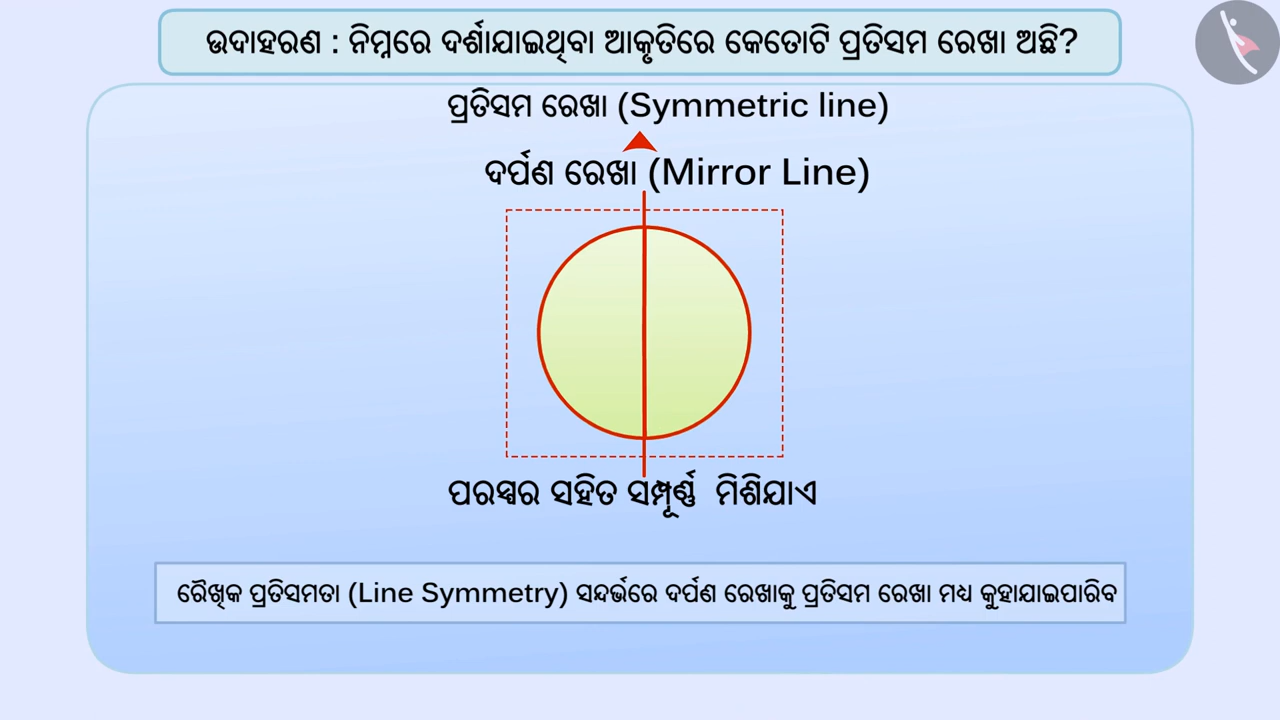 ଉଦାହରଣ : ନିମ୍ନରେ ଦର୍ଶାଯାଇଥିବା ଆକୃତିରେ କେତୋଟି ପ୍ରତିସମ ରେଖା ଅଛି?
ପ୍ରତିସମ ରେଖା (Symmetric line)
ଦର୍ପଣ ରେଖା (Mirror Line)
ପରସ୍ପର ସହିତ ସମ୍ପୂର୍ଣ୍ଣ ମିଶିଯାଏ
ରୈଖିକ ପ୍ରତିସମତା (Line Symmetry) ସନ୍ଦର୍ଭରେ ଦର୍ପଣ ରେଖାକୁ ପ୍ରତିସମ ରେଖା ମଧ୍ୟ କୁହାଯାଇପାରିବ